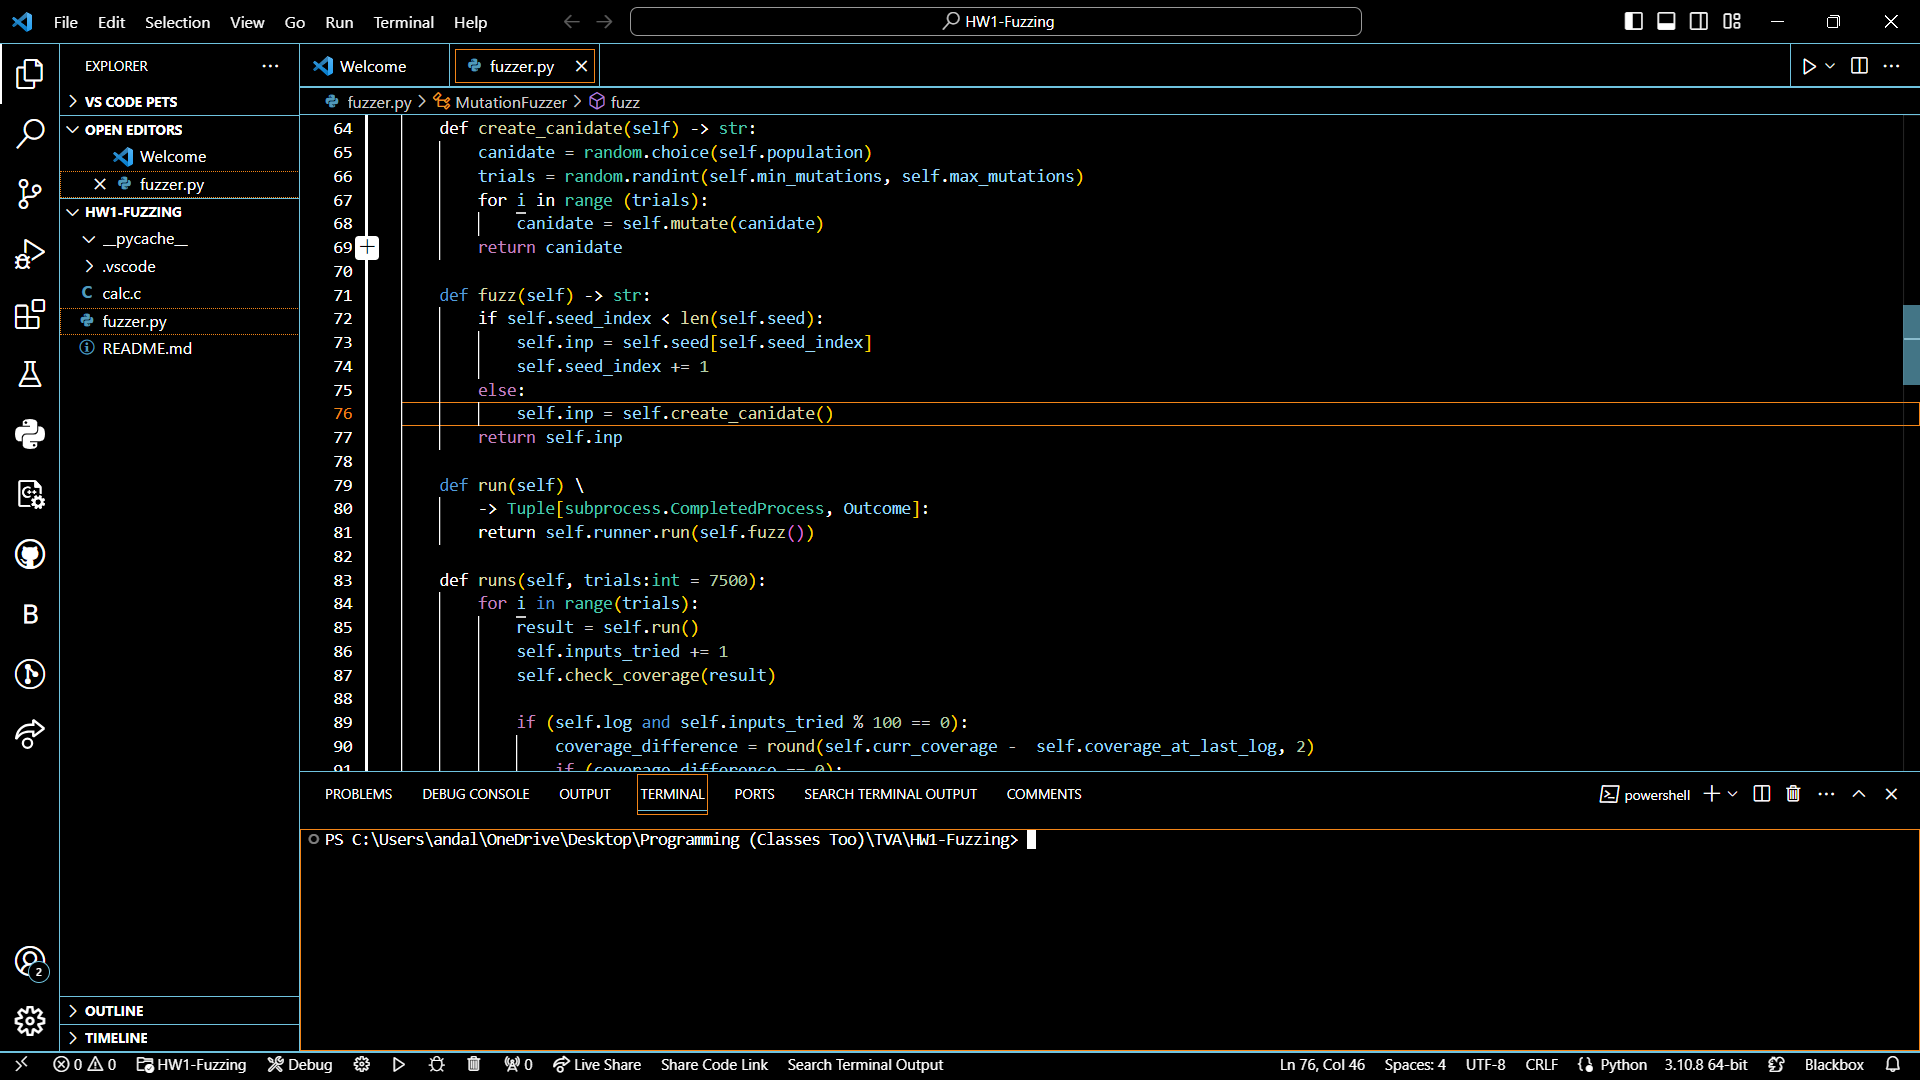 File Edit Selection View Go Run Terminal Help HW1-Fuzzing
EXPLORER
VS CODE PETS
OPEN EDITORS
Welcome
fuzzer.py
HW1-FUZZING
__pycache__
.vscode
C calc.c
fuzzer.py
README.md
OUTLINE
TIMELINE
B
2
Welcome fuzzer.py
fuzzer.py > MutationFuzzer > fuzz
64 def create_canidate(self) -> str:
65 canidate = random.choice(self.population)
66 trials = random.randint(self.min_mutations, self.max_mutations)
67 for i in range (trials):
68 canidate = self.mutate(canidate)
69 return canidate
70
71 def fuzz(self) -> str:
72 if self.seed_index < len(self.seed):
73 self.inp = self.seed[self.seed_index]
74 self.seed_index += 1
75 else:
76 self.inp = self.create_canidate()
77 return self.inp
78
79 def run(self) \
80 -> Tuple[subprocess.CompletedProcess, Outcome]:
81 return self.runner.run(self.fuzz())
82
83 def runs(self, trials:int = 7500):
84 for i in range(trials):
85 result = self.run()
86 self.inputs_tried += 1
87 self.check_coverage(result)
88
89 if (self.log and self.inputs_tried % 100 == 0):
90 coverage_difference = round(self.curr_coverage -  self.coverage_at_last_log, 2)
91 if (coverage_difference == 0):
PROBLEMS DEBUG CONSOLE OUTPUT TERMINAL PORTS SEARCH TERMINAL OUTPUT COMMENTS powershell
PS C:\Users\andal\OneDrive\Desktop\Programming (Classes Too)\TVA\HW1-Fuzzing>
0 0 HW1-Fuzzing Debug 0 Live Share Share Code Link Search Terminal Output Ln 76, Col 46 Spaces: 4 UTF-8 CRLF Python 3.10.8 64-bit Blackbox